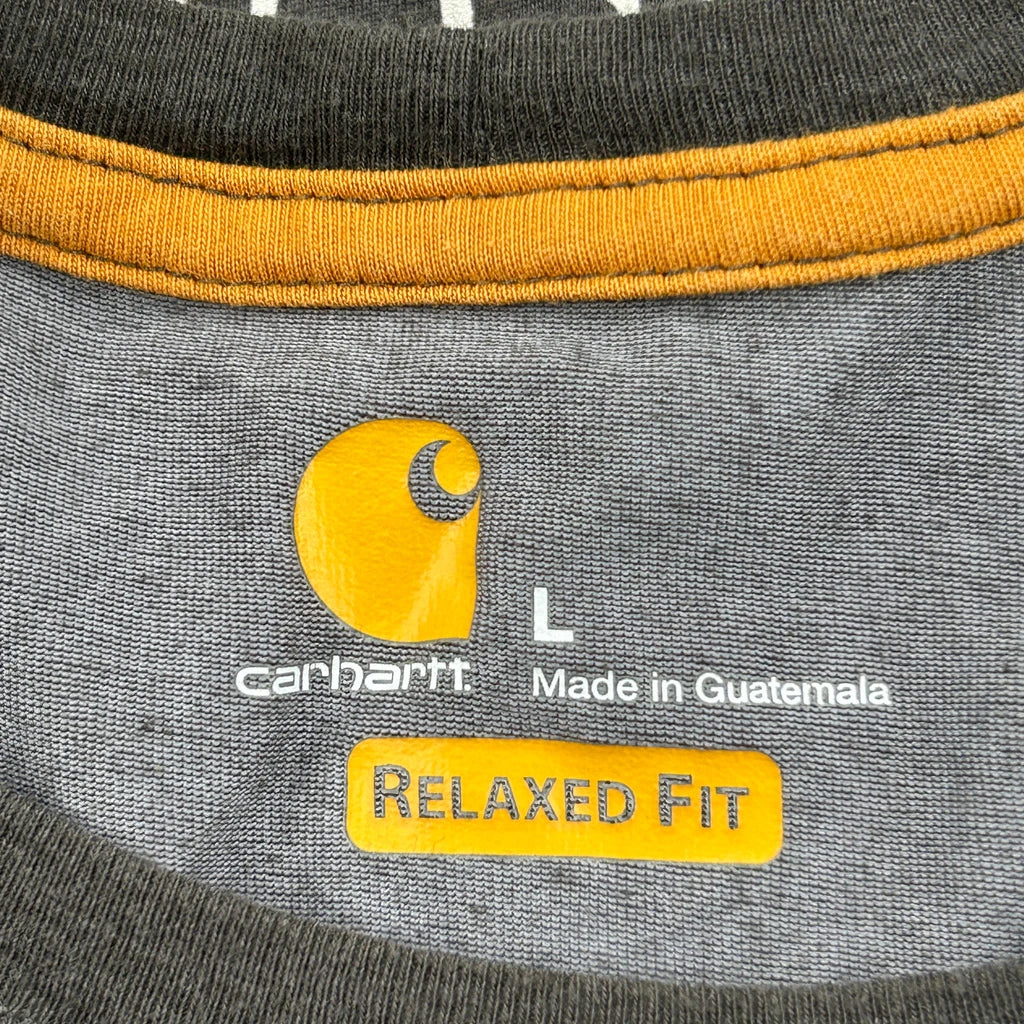 L
carhartt.
Made in Guatemala
RELAXED FIT